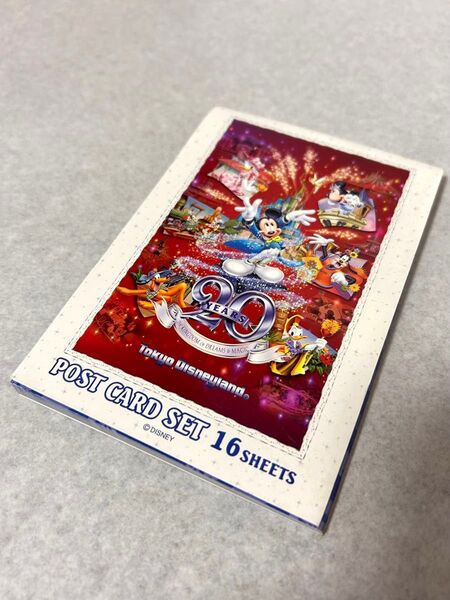 20
YEARS
KINGDOM OF DREAMS & MAGIC
Tokyo Disneyland®
POST CARD SET 16 SHEETS
© DISNEY